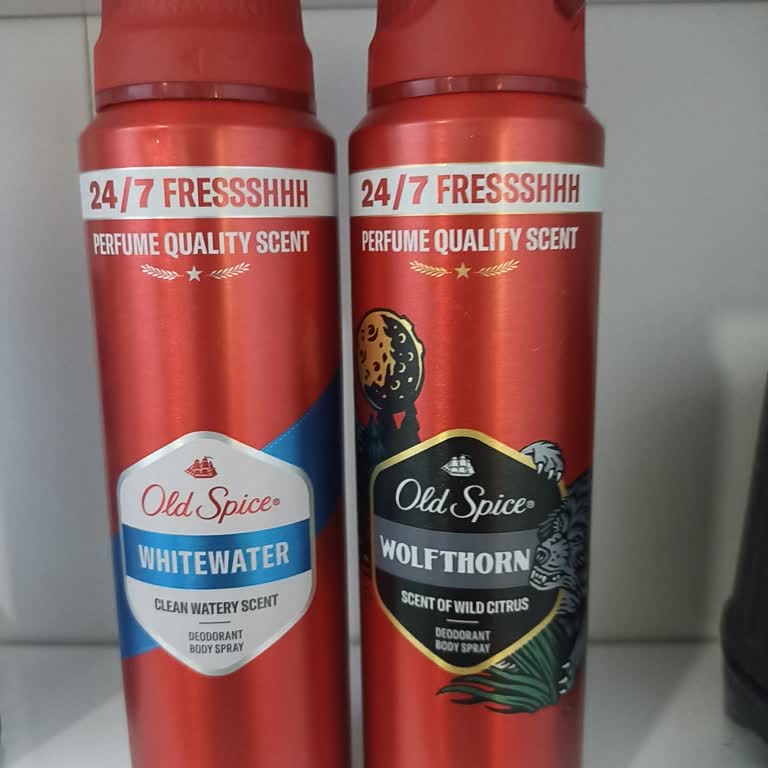 24/7 FRESSSHHH
PERFUME QUALITY SCENT
Old Spice®
WHITEWATER
CLEAN WATERY SCENT
DEODORANT
BODY SPRAY
24/7 FRESSSHHH
PERFUME QUALITY SCENT
Old Spice®
WOLFTHORN
SCENT OF WILD CITRUS
DEODORANT
BODY SPRAY